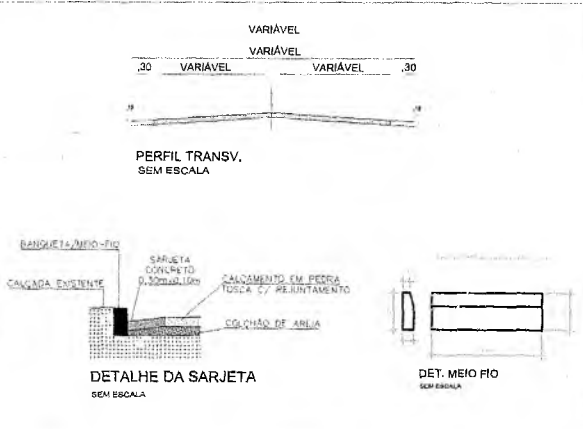 VARIÁVEL
VARIÁVEL
,30 VARIÁVEL VARIÁVEL ,30
PERFIL TRANSV.
SEM ESCALA
BANQUETA/MEIO-FIO
SARJETA
CONCRETO
0,30mx0,10m
CALÇADA EXISTENTE
CALÇAMENTO EM PEDRA
TOSCA C/ REJUNTAMENTO
COLCHÃO DE AREIA
DETALHE DA SARJETA
SEM ESCALA
DET. MEIO FIO
SEM ESCALA